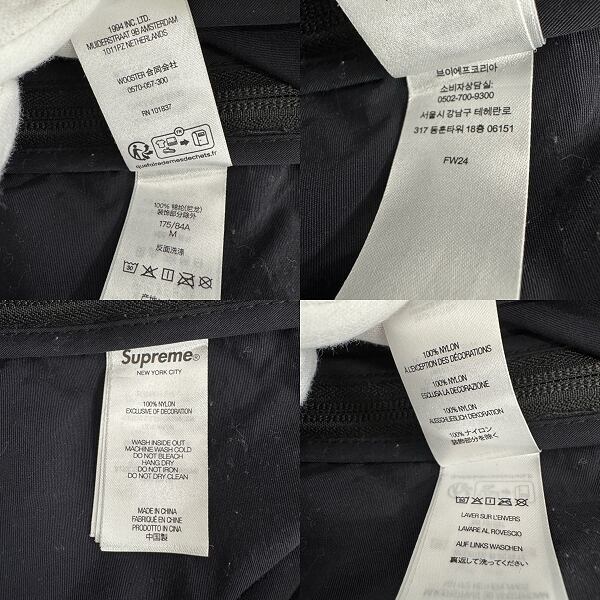 1994 INC. LTD.
MUIDERSTRAAT 9B AMSTERDAM
1011PZ NETHERLANDS
WOOSTER 合同会社
0570-057-300
RN 101837
FR
quefairedemesdechets.fr
100% 锦纶(尼龙)
装饰部分除外
175/84A
M
反面洗涤
30
브이에프코리아
소비자상담실:
0502-700-9300
서울시 강남구 테헤란로
317 동훈타워 18층 06151
FW24
Supreme®
NEW YORK CITY
100% NYLON
EXCLUSIVE OF DECORATION
WASH INSIDE OUT
MACHINE WASH COLD
DO NOT BLEACH
HANG DRY
DO NOT IRON
DO NOT DRY CLEAN
MADE IN CHINA
FABRIQUÉ EN CHINE
PRODOTTO IN CINA
中国製
100% NYLON
À L'EXCEPTION DES DÉCORATIONS
100% NYLON
ESCLUSA LA DECORAZIONE
100% NYLON
AUSSCHLIEßLICH DEKORATION
100% ナイロン
装飾部分を除く
LAVER SUR L'ENVERS
LAVARE AL ROVESCIO
AUF LINKS WASCHEN
裏返して洗ってください